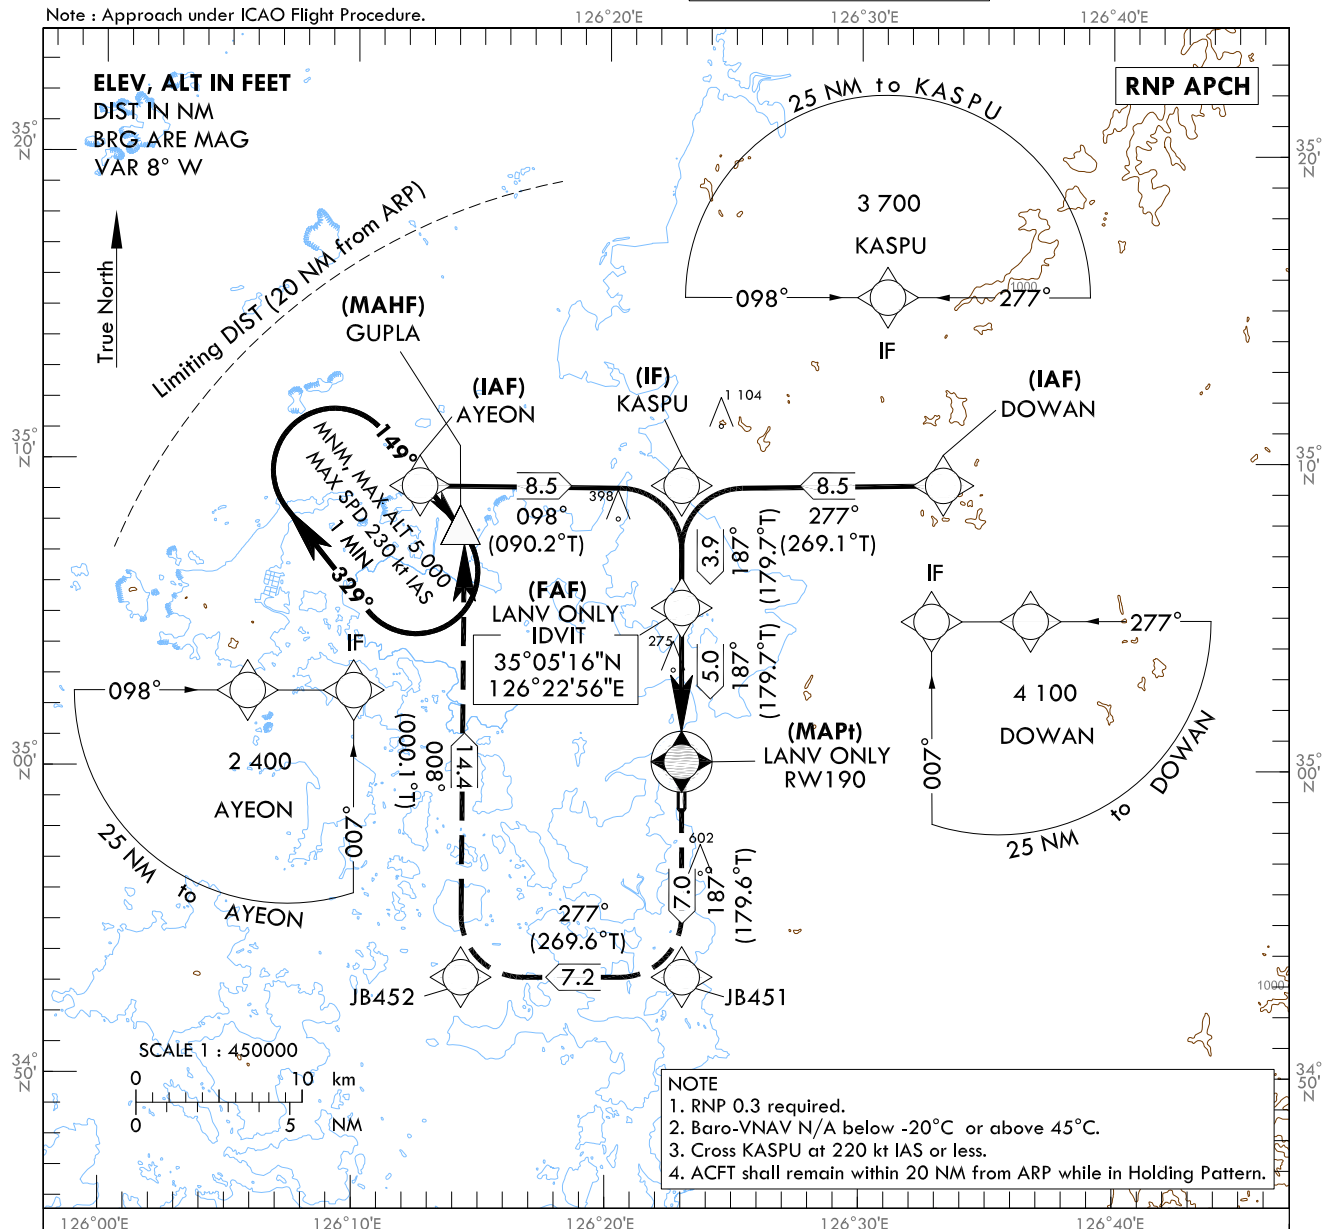 Note : Approach under ICAO Flight Procedure.
126°20'E
126°30'E
126°40'E
ELEV, ALT IN FEET
DIST IN NM
BRG ARE MAG
VAR 8° W
RNP APCH
35°
20'
N
35°
20'
N
True North
Limiting DIST (20 NM from ARP)
25 NM to KASPU
3 700
KASPU
098°
277°
1000
IF
(MAHF)
GUPLA
(IAF)
AYEON
(IF)
KASPU
1 104
(IAF)
DOWAN
35°
10'
N
35°
10'
N
149°
MNM, MAX ALT 5 000
MAX SPD 230 kt IAS
1 MIN
329°
8.5
098°
(090.2°T)
398
8.5
277°
(269.1°T)
3.9
187°
(179.7°T)
(FAF)
LANV ONLY
IDVIT
35°05'16"N
126°22'56"E
275
5.0
187°
(179.7°T)
IF
277°
4 100
DOWAN
007°
25 NM to DOWAN
IF
098°
2 400
AYEON
007°
25 NM to AYEON
(MAPt)
LANV ONLY
RW190
35°
00'
N
35°
00'
N
14.4
008°
(000.1°T)
602
7.0
187°
(179.6°T)
277°
(269.6°T)
7.2
JB452
JB451
1000
SCALE 1 : 450000
0 10 km
0 5 NM
34°
50'
N
34°
50'
N
NOTE
1. RNP 0.3 required.
2. Baro-VNAV N/A below -20°C or above 45°C.
3. Cross KASPU at 220 kt IAS or less.
4. ACFT shall remain within 20 NM from ARP while in Holding Pattern.
126°00'E
126°10'E
126°20'E
126°30'E
126°40'E